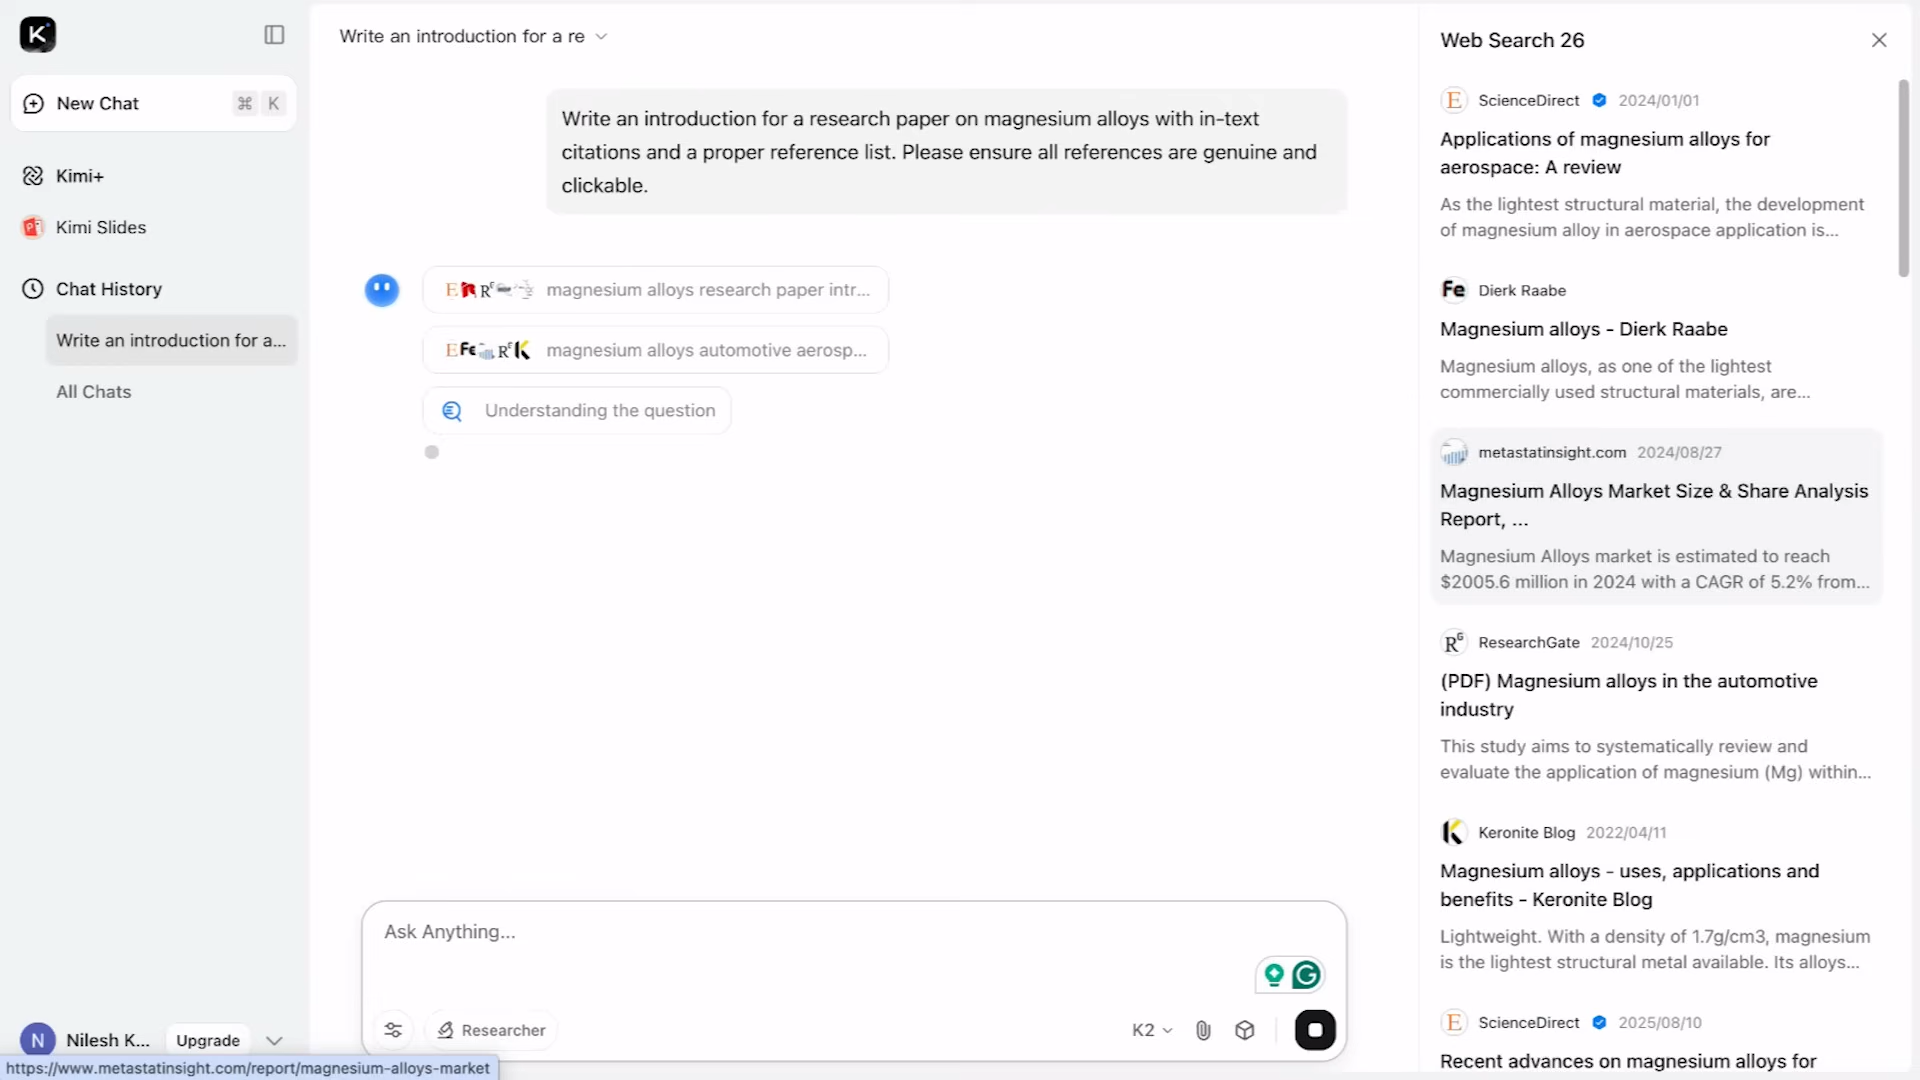 K
New Chat
⌘ K
Kimi+
Kimi Slides
Chat History
Write an introduction for a...
All Chats
N
Nilesh K...
Upgrade
https://www.metastatinsight.com/report/magnesium-alloys-market
Write an introduction for a re
Write an introduction for a research paper on magnesium alloys with in-text
citations and a proper reference list. Please ensure all references are genuine and
clickable.
magnesium alloys research paper intr...
magnesium alloys automotive aerosp...
Understanding the question
Ask Anything...
Researcher
K2
Web Search 26
ScienceDirect 2024/01/01
Applications of magnesium alloys for
aerospace: A review
As the lightest structural material, the development
of magnesium alloy in aerospace application is...
Fe Dierk Raabe
Magnesium alloys - Dierk Raabe
Magnesium alloys, as one of the lightest
commercially used structural materials, are...
metastatinsight.com 2024/08/27
Magnesium Alloys Market Size & Share Analysis
Report, ...
Magnesium Alloys market is estimated to reach
$2005.6 million in 2024 with a CAGR of 5.2% from...
ResearchGate 2024/10/25
(PDF) Magnesium alloys in the automotive
industry
This study aims to systematically review and
evaluate the application of magnesium (Mg) within...
Keronite Blog 2022/04/11
Magnesium alloys - uses, applications and
benefits - Keronite Blog
Lightweight. With a density of 1.7g/cm3, magnesium
is the lightest structural metal available. Its alloys...
ScienceDirect 2025/08/10
Recent advances on magnesium alloys for